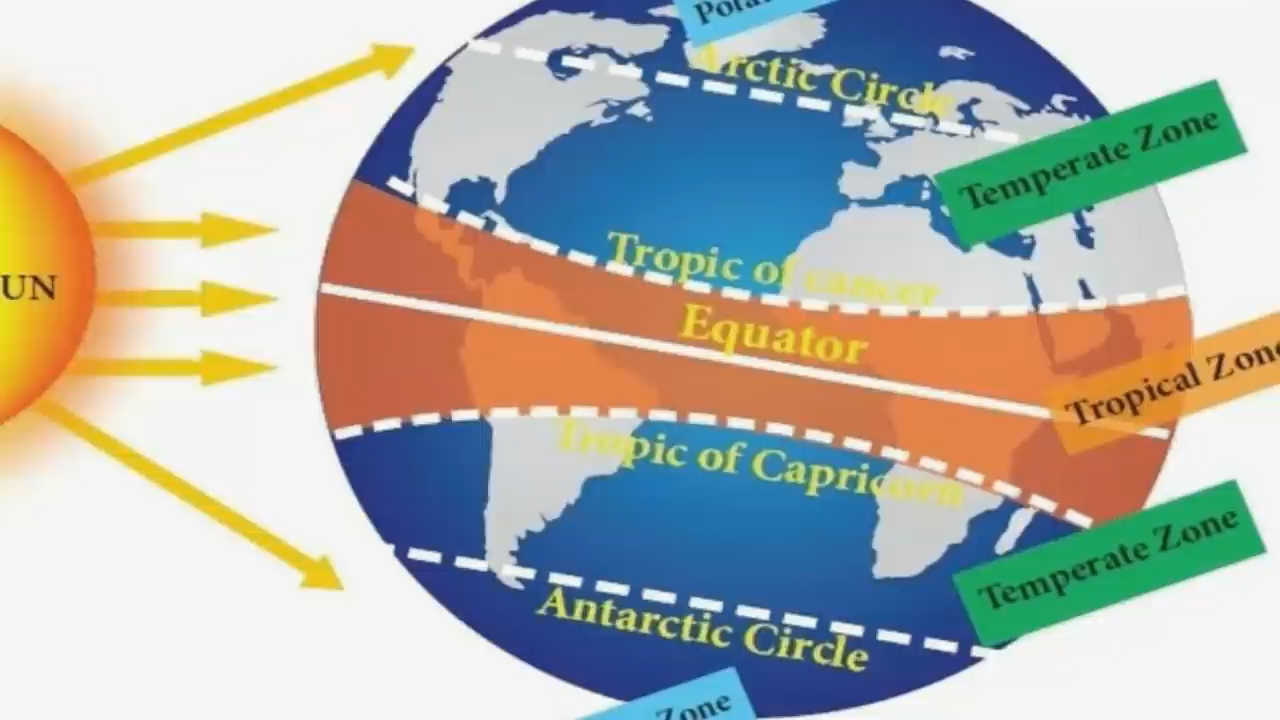 Arctic Circle
Temperate Zone
UN
Tropic of cancer
Equator
Tropical Zone
Tropic of Capricorn
Temperate Zone
Antarctic Circle
Zone